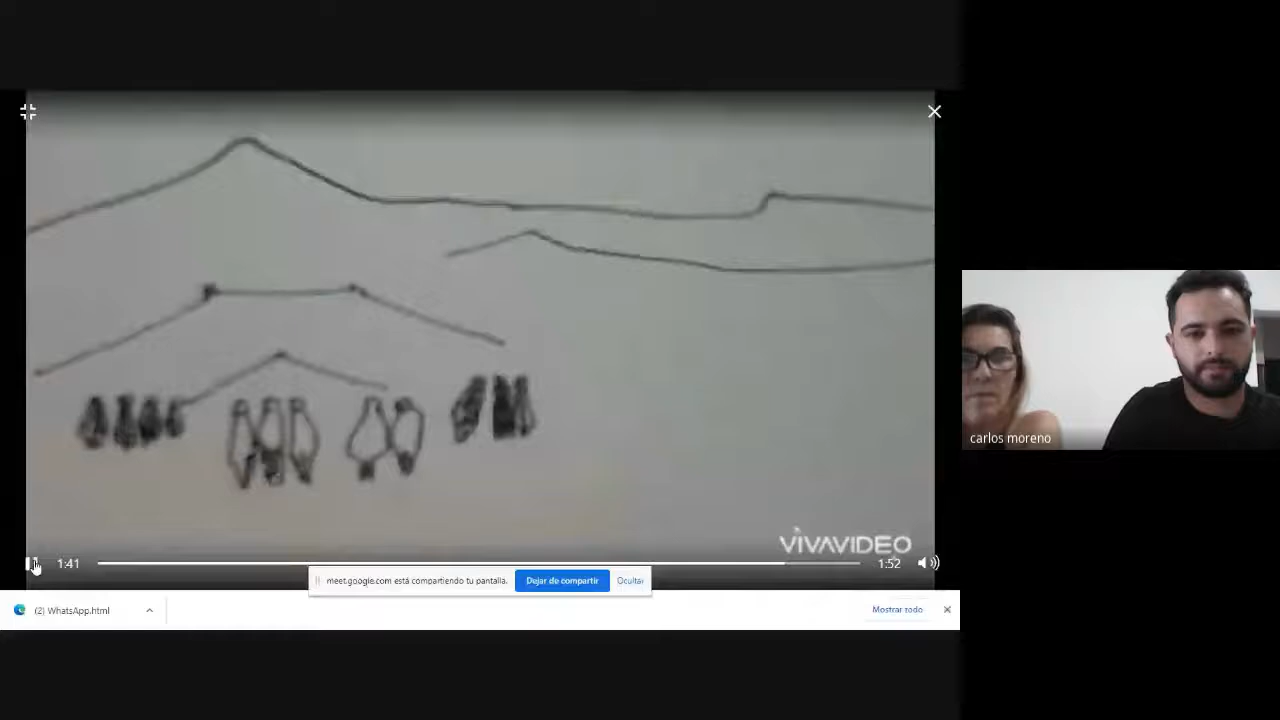 carlos moreno
VIVAVIDEO
1:41
1:52
meet.google.com está compartiendo tu pantalla.
Dejar de compartir
Ocultar
(2) WhatsApp.html
Mostrar todo